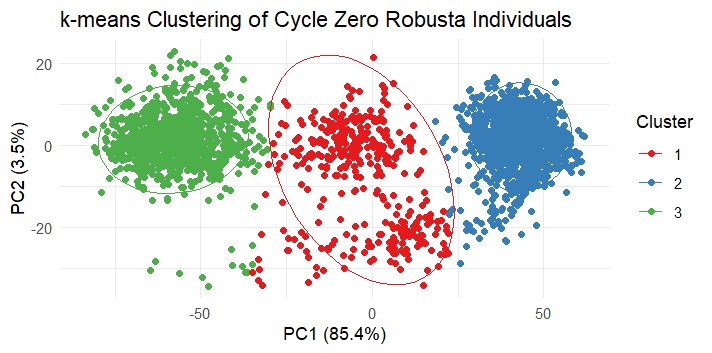 k-means Clustering of Cycle Zero Robusta Individuals
20
0
-20
PC2 (3.5%)
-50
0
50
PC1 (85.4%)
Cluster
1
2
3